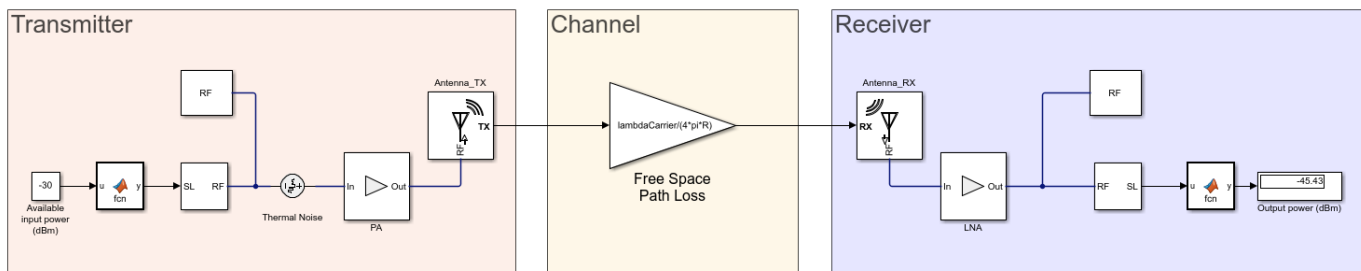 Transmitter
Channel
Receiver
RF
Antenna_TX
TX
RF
lambdaCarrier/(4*pi*R)
Free Space
Path Loss
Antenna_RX
RX
RF
RF
-30
Available
input power
(dBm)
u
fcn
y
SL
RF
Thermal Noise
In
Out
PA
In
Out
LNA
RF
SL
u
fcn
y
-45.43
Output power (dBm)